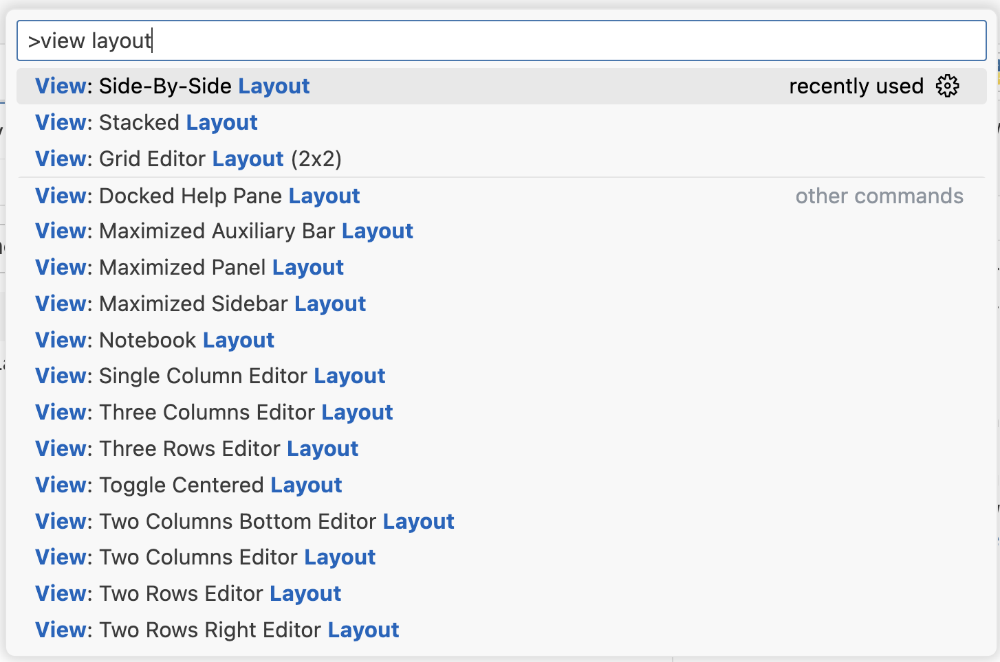 >view layout
View: Side-By-Side Layout recently used
View: Stacked Layout
View: Grid Editor Layout (2x2)
View: Docked Help Pane Layout other commands
View: Maximized Auxiliary Bar Layout
View: Maximized Panel Layout
View: Maximized Sidebar Layout
View: Notebook Layout
View: Single Column Editor Layout
View: Three Columns Editor Layout
View: Three Rows Editor Layout
View: Toggle Centered Layout
View: Two Columns Bottom Editor Layout
View: Two Columns Editor Layout
View: Two Rows Editor Layout
View: Two Rows Right Editor Layout